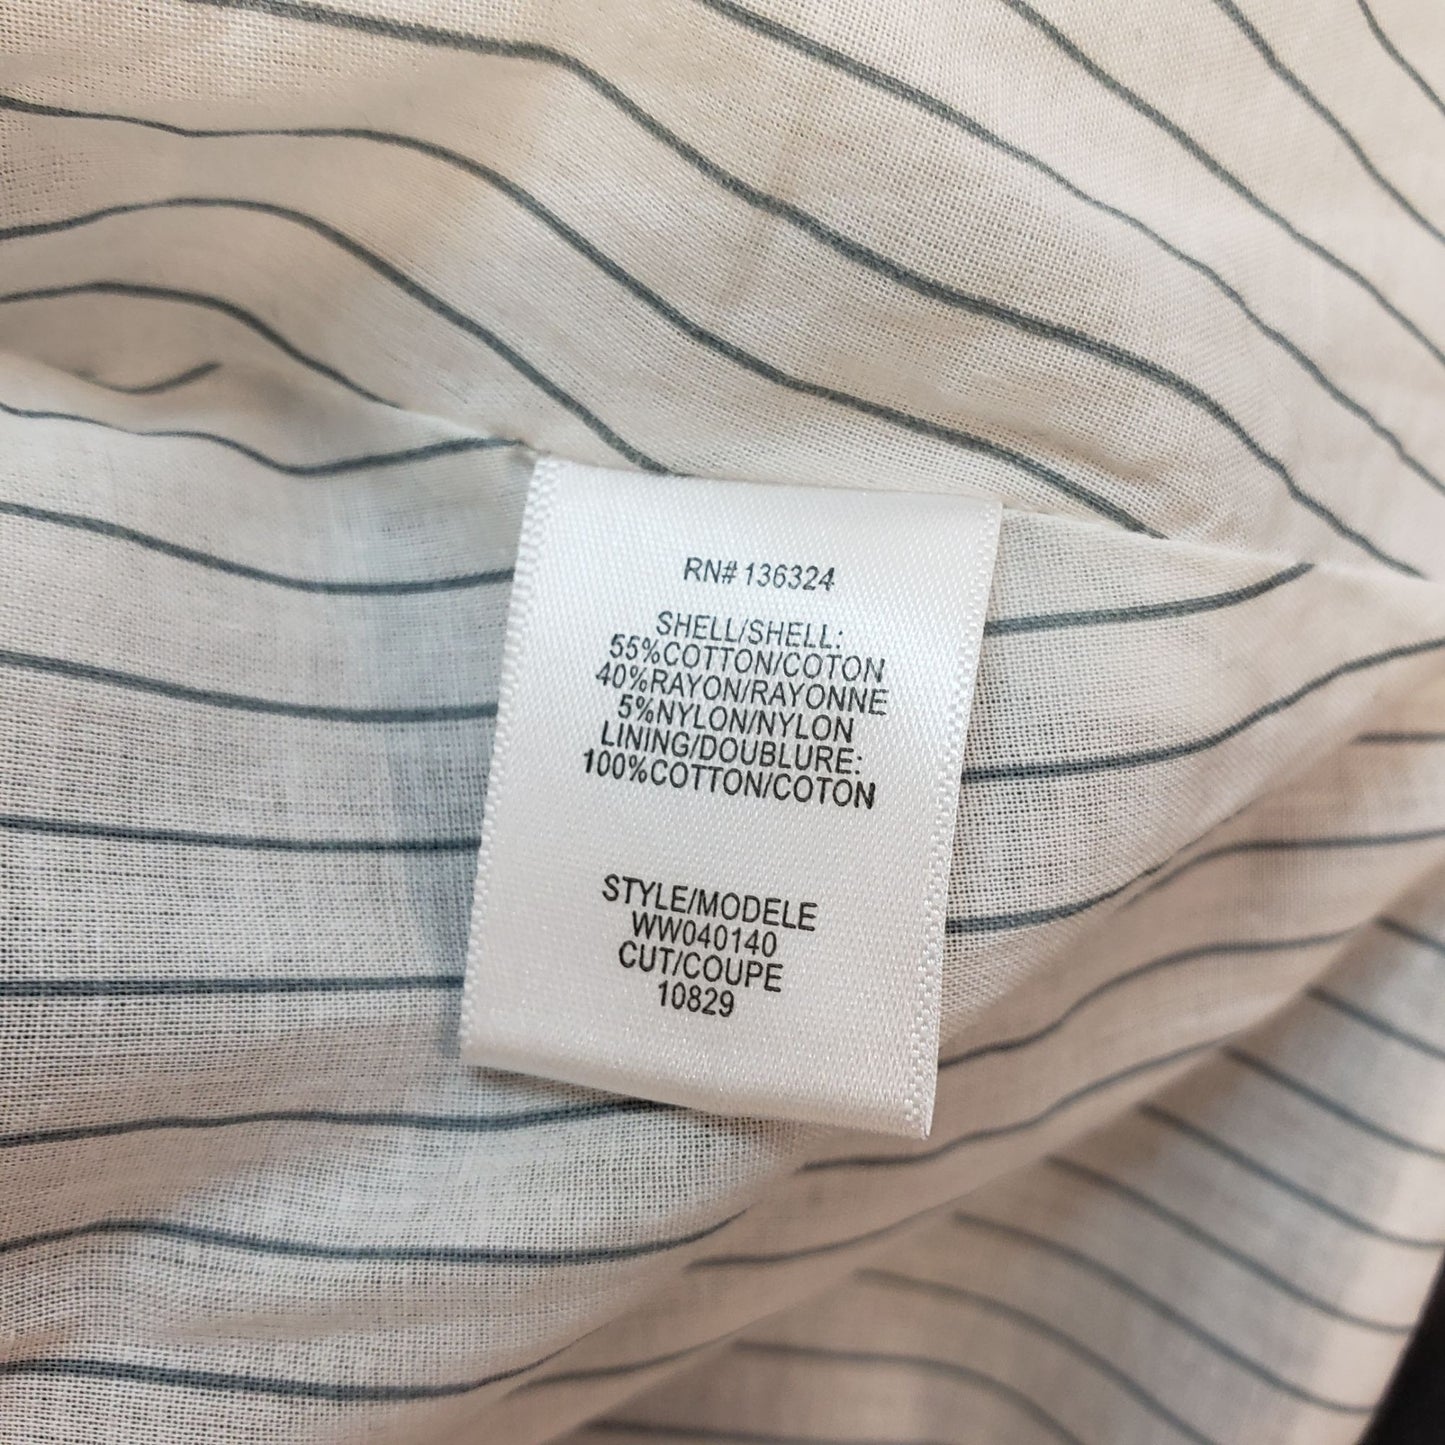 RN# 136324
SHELL/SHELL:
55%COTTON/COTON
40%RAYON/RAYONNE
5%NYLON/NYLON
LINING/DOUBLURE:
100%COTTON/COTON
STYLE/MODELE
WW040140
CUT/COUPE
10829